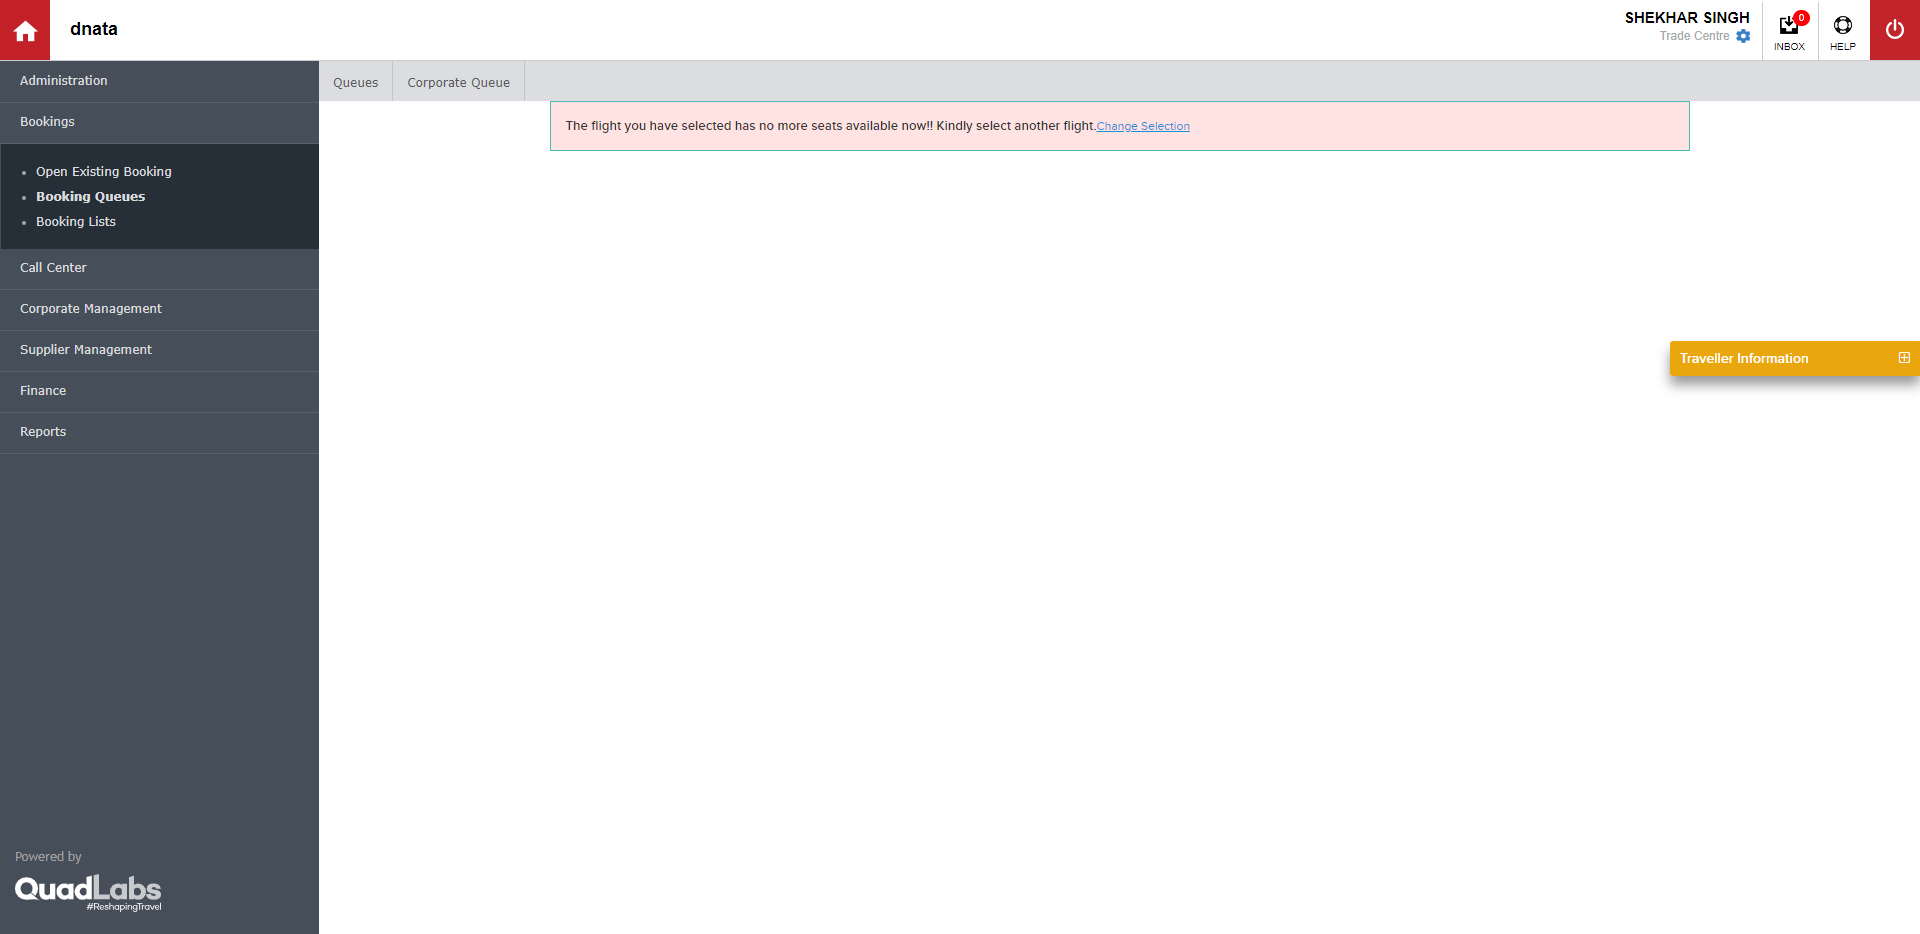 dnata
SHEKHAR SINGH
Trade Centre
0
INBOX
HELP
Administration
Bookings
Open Existing Booking
Booking Queues
Booking Lists
Call Center
Corporate Management
Supplier Management
Finance
Reports
Queues
Corporate Queue
The flight you have selected has no more seats available now!! Kindly select another flight.Change Selection
Traveller Information
Powered by
QuadLabs
#ReshapingTravel